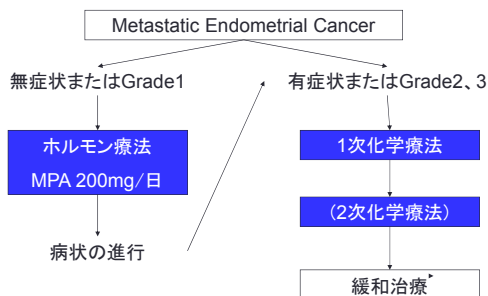 Metastatic Endometrial Cancer
無症状またはGrade1
有症状またはGrade2、3
ホルモン療法
MPA 200mg/日
1次化学療法
(2次化学療法)
病状の進行
緩和治療